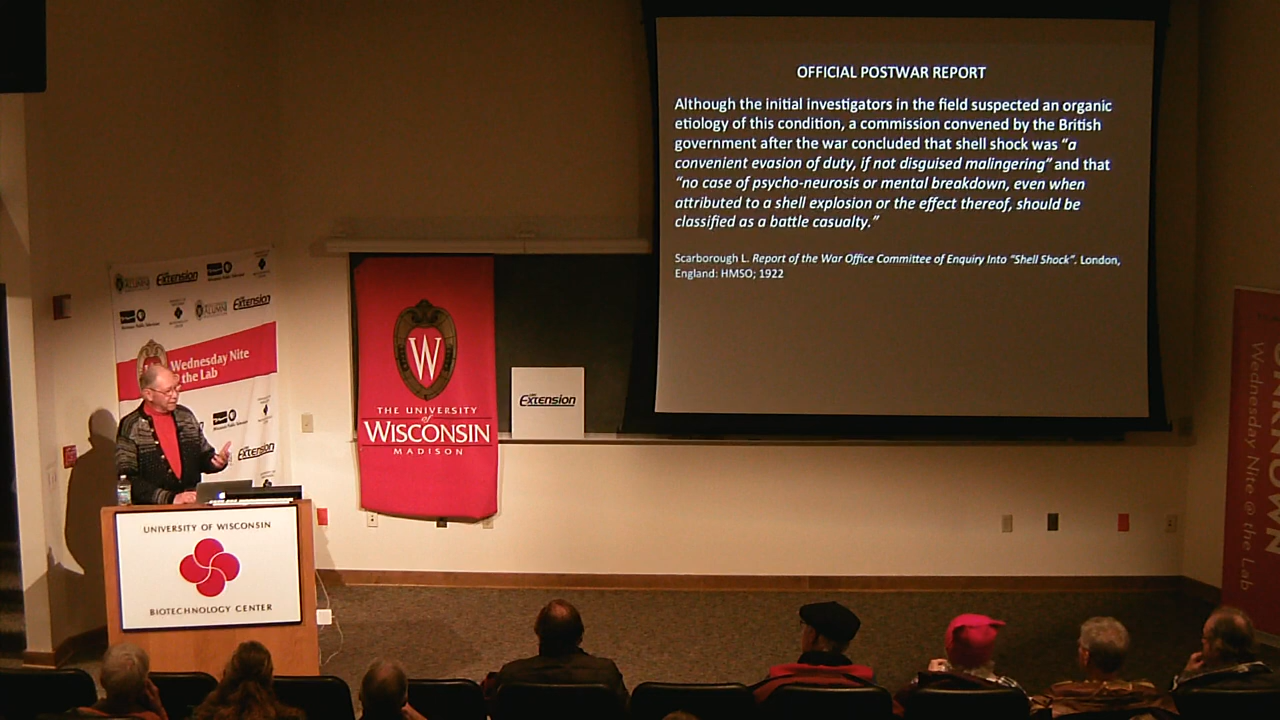 OFFICIAL POSTWAR REPORT
Although the initial investigators in the field suspected an organic
etiology of this condition, a commission convened by the British
government after the war concluded that shell shock was “a
convenient evasion of duty, if not disguised malingering” and that
“no case of psycho-neurosis or mental breakdown, even when
attributed to a shell explosion or the effect thereof, should be
classified as a battle casualty.”
Scarborough L. Report of the War Office Committee of Enquiry Into “Shell Shock”. London,
England: HMSO; 1922
Extension
ALUMNI
Extension
Wednesday Nite
@ the Lab
Extension
W
THE UNIVERSITY
of
WISCONSIN
MADISON
Extension
UNIVERSITY OF WISCONSIN
BIOTECHNOLOGY CENTER
Wednesday Nite @ the Lab